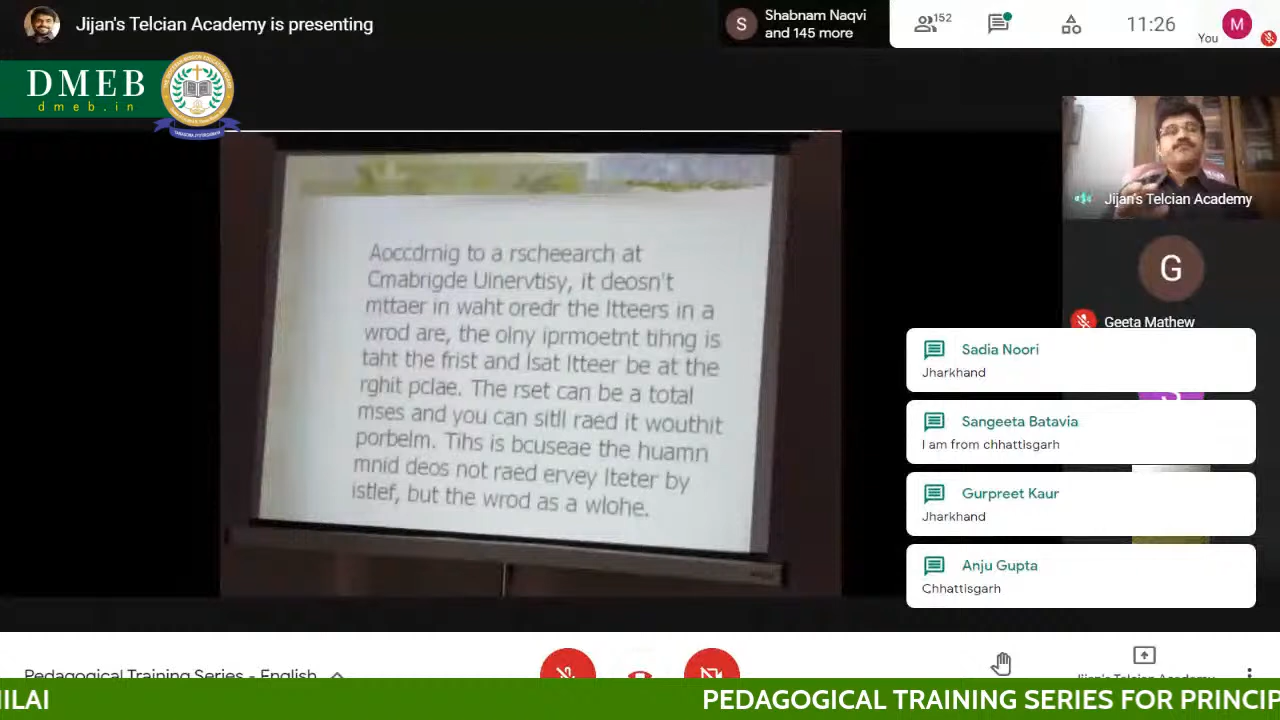 Jijan's Telcian Academy is presenting
Shabnam Naqvi
and 145 more
152
11:26
You
M
S
DMEB
dmeb.in
Aoccdrnig to a rscheearch at
Cmabrigde Uinervtisy, it deosn't
mttaer in waht oredr the ltteers in a
wrod are, the olny iprmoetnt tihng is
taht the frist and lsat ltteer be at the
rghit pclae. The rset can be a total
mses and you can sitll raed it wouthit
porbelm. Tihs is bcuseae the huamn
mnid deos not raed ervey lteter by
istlef, but the wrod as a wlohe.
Jijan's Telcian Academy
G
Geeta Mathew
Sadia Noori
Jharkhand
Sangeeta Batavia
I am from chhattisgarh
Gurpreet Kaur
Jharkhand
Anju Gupta
Chhattisgarh
Pedagogical Training Series - English
Jijan's Telcian Academy
ILAI
PEDAGOGICAL TRAINING SERIES FOR PRINCIP